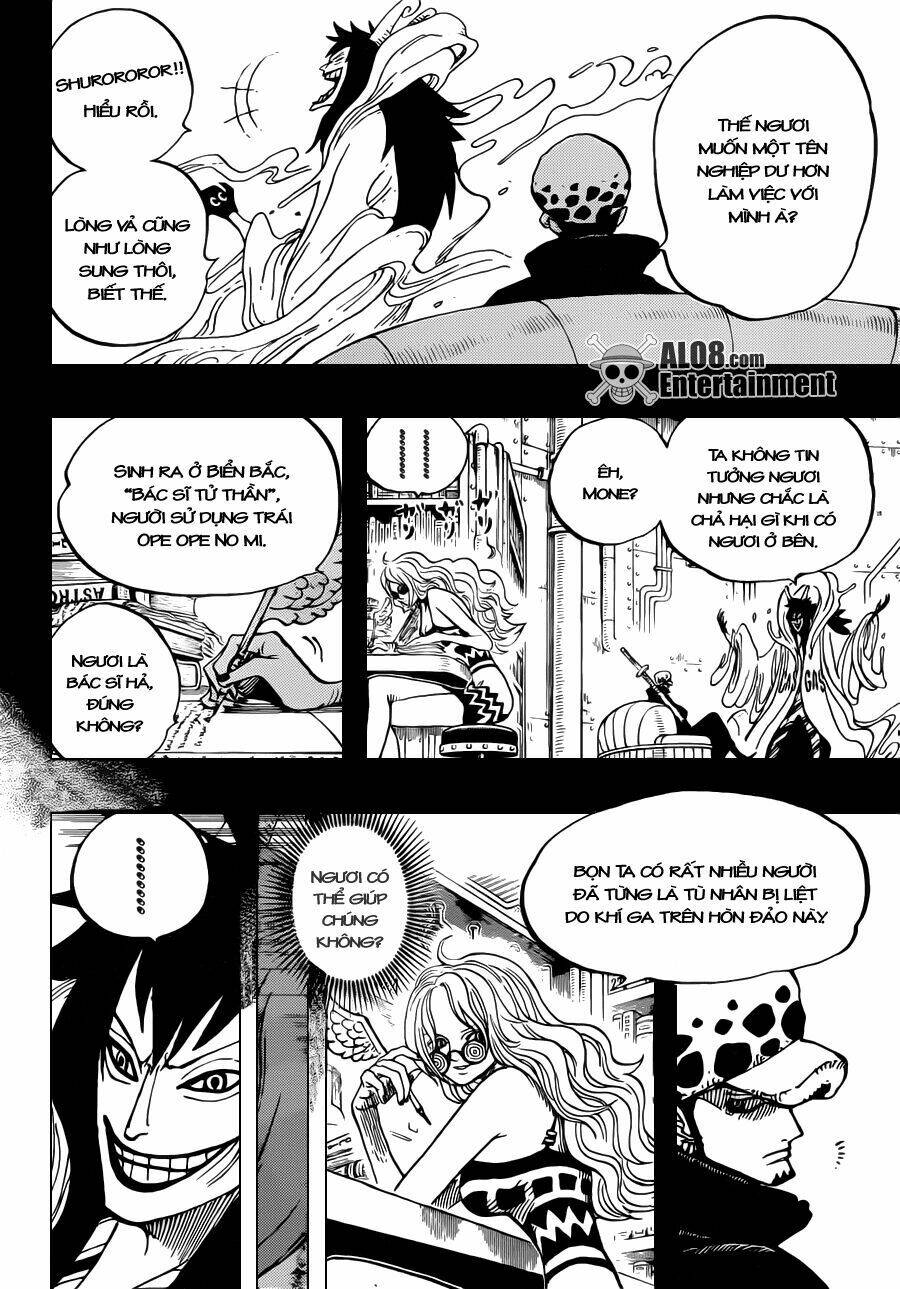 THẾ NGƯƠI
MUỐN MỘT TÊN
NGHIỆP DƯ HƠN
LÀM VIỆC VỚI
MÌNH À?
SHUROROROR!!
HIỂU RỒI.
LÒNG VẢ CŨNG
NHƯ LÒNG
SUNG THÔI,
BIẾT THẾ.
CC
AL08.com
Entertainment
TA KHÔNG TIN
TƯỞNG NGƯƠI
NHƯNG CHẮC LÀ
CHẢ HẠI GÌ KHI CÓ
NGƯƠI Ở BÊN.
ÊH,
MONE?
GAS
SINH RA Ở BIỂN BẮC,
“BÁC SĨ TỬ THẦN”,
NGƯỜI SỬ DỤNG TRÁI
OPE OPE NO MI.
ASTRO
NGƯƠI LÀ
BÁC SĨ HẢ,
ĐÚNG
KHÔNG?
BỌN TA CÓ RẤT NHIỀU NGƯỜI
ĐÃ TỪNG LÀ TÙ NHÂN BỊ LIỆT
DO KHÍ GA TRÊN HÒN ĐẢO NÀY.
NGƯƠI CÓ
THỂ GIÚP
CHÚNG
KHÔNG?